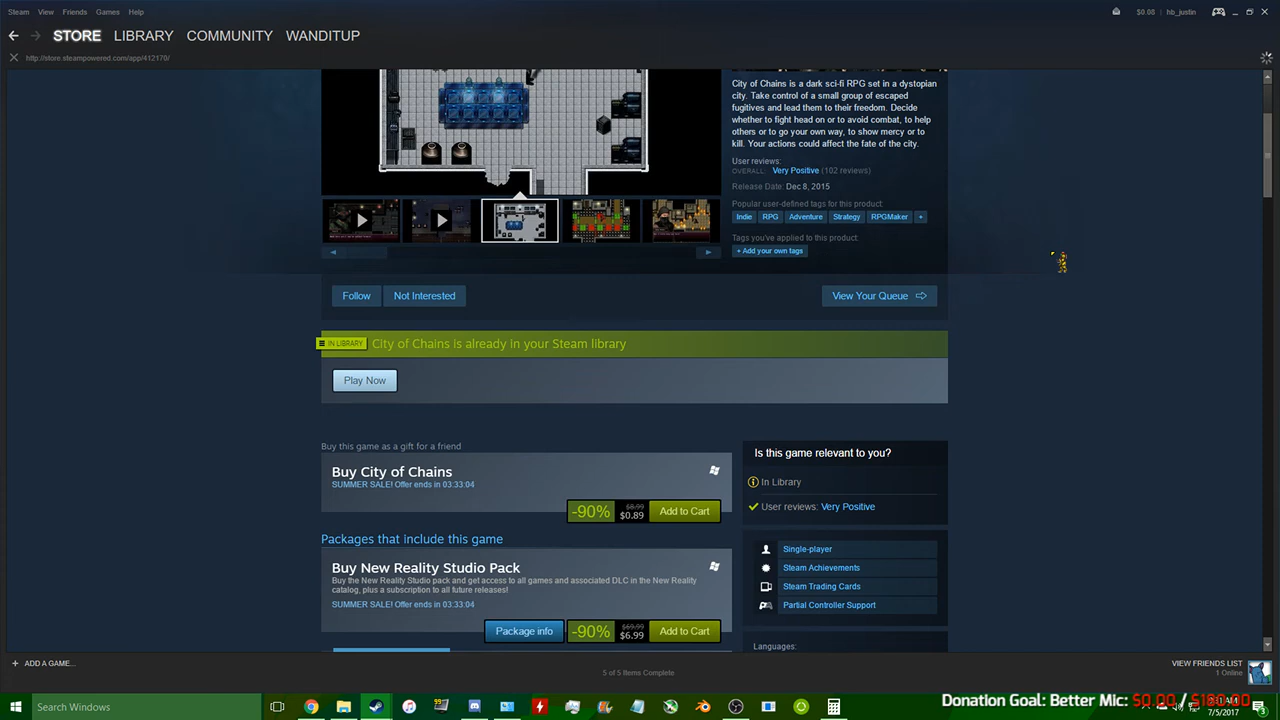 Steam View Friends Games Help
$0.08 hb_justin
STORE LIBRARY COMMUNITY WANDITUP
http://store.steampowered.com/app/412170/
City of Chains is a dark sci-fi RPG set in a dystopian
city. Take control of a small group of escaped
fugitives and lead them to their freedom. Decide
whether to fight head on or to avoid combat, to help
others or to go your own way, to show mercy or to
kill. Your actions could affect the fate of the city.
User reviews:
OVERALL: Very Positive (102 reviews)
Release Date: Dec 8, 2015
Popular user-defined tags for this product:
Indie RPG Adventure Strategy RPGMaker +
Tags you've applied to this product:
+ Add your own tags
Follow Not Interested View Your Queue
IN LIBRARY City of Chains is already in your Steam library
Play Now
Buy this game as a gift for a friend
Buy City of Chains
SUMMER SALE! Offer ends in 03:33:04
-90% $8.99 $0.89 Add to Cart
Packages that include this game
Buy New Reality Studio Pack
Buy the New Reality Studio pack and get access to all games and associated DLC in the New Reality
catalog, plus a subscription to all future releases!
SUMMER SALE! Offer ends in 03:33:04
Package info -90% $69.99 $6.99 Add to Cart
Is this game relevant to you?
In Library
User reviews: Very Positive
Single-player
Steam Achievements
Steam Trading Cards
Partial Controller Support
Languages:
+ ADD A GAME...
5 of 5 Items Complete
VIEW FRIENDS LIST
1 Online
Search Windows
Donation Goal: Better Mic: $0.00 / $180.00
7/5/2017